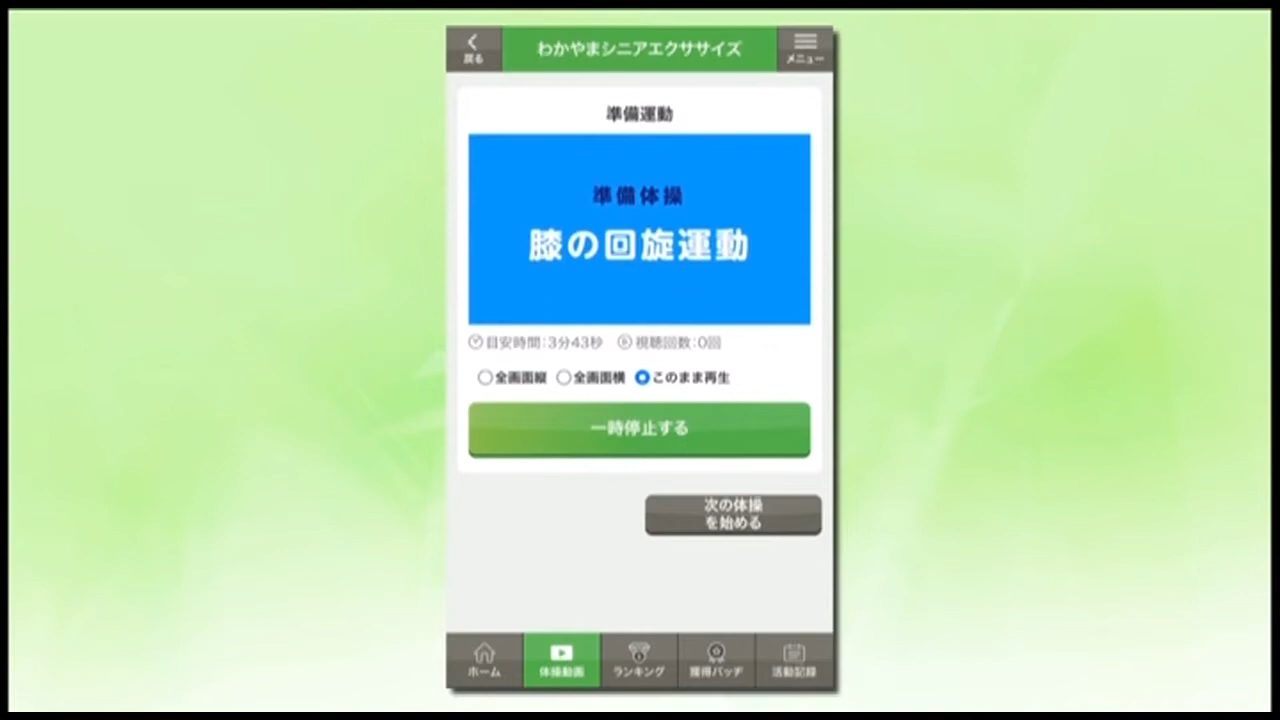 戻る
わかやまシニアエクササイズ
メニュー
準備運動
準備体操
膝の回旋運動
目安時間:3分43秒 視聴回数:0回
全画面縦 全画面横 このまま再生
一時停止する
次の体操
を始める
ホーム 体操動画 ランキング 獲得バッヂ 活動記録